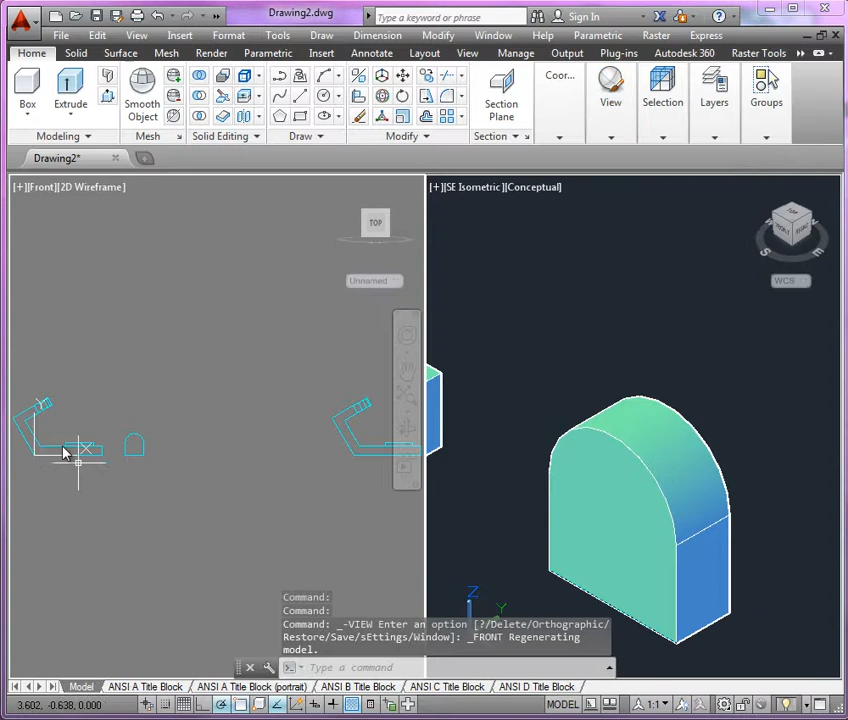 Drawing2.dwg
Type a keyword or phrase
Sign In
File Edit View Insert Format Tools Draw Dimension Modify Window Help Parametric Raster Express
Home Solid Surface Mesh Render Parametric Insert Annotate Layout View Manage Output Plug-ins Autodesk 360 Raster Tools
Box
Extrude
Smooth
Object
Section
Plane
Coor...
View
Selection
Layers
Groups
Modeling
Mesh
Solid Editing
Draw
Modify
Section
Drawing2*
[+][Front][2D Wireframe]
[+][SE Isometric][Conceptual]
TOP
Unnamed
TOP
FRONT
RIGHT
W
S
E
WCS
Y
X
Z
Y
Command:
Command:
Command: _-VIEW Enter an option [?/Delete/Orthographic/
Restore/Save/sEttings/Window]: _FRONT Regenerating
model.
Type a command
Model ANSI A Title Block ANSI A Title Block (portrait) ANSI B Title Block ANSI C Title Block ANSI D Title Block
3.602, -0.638, 0.000
MODEL
1:1